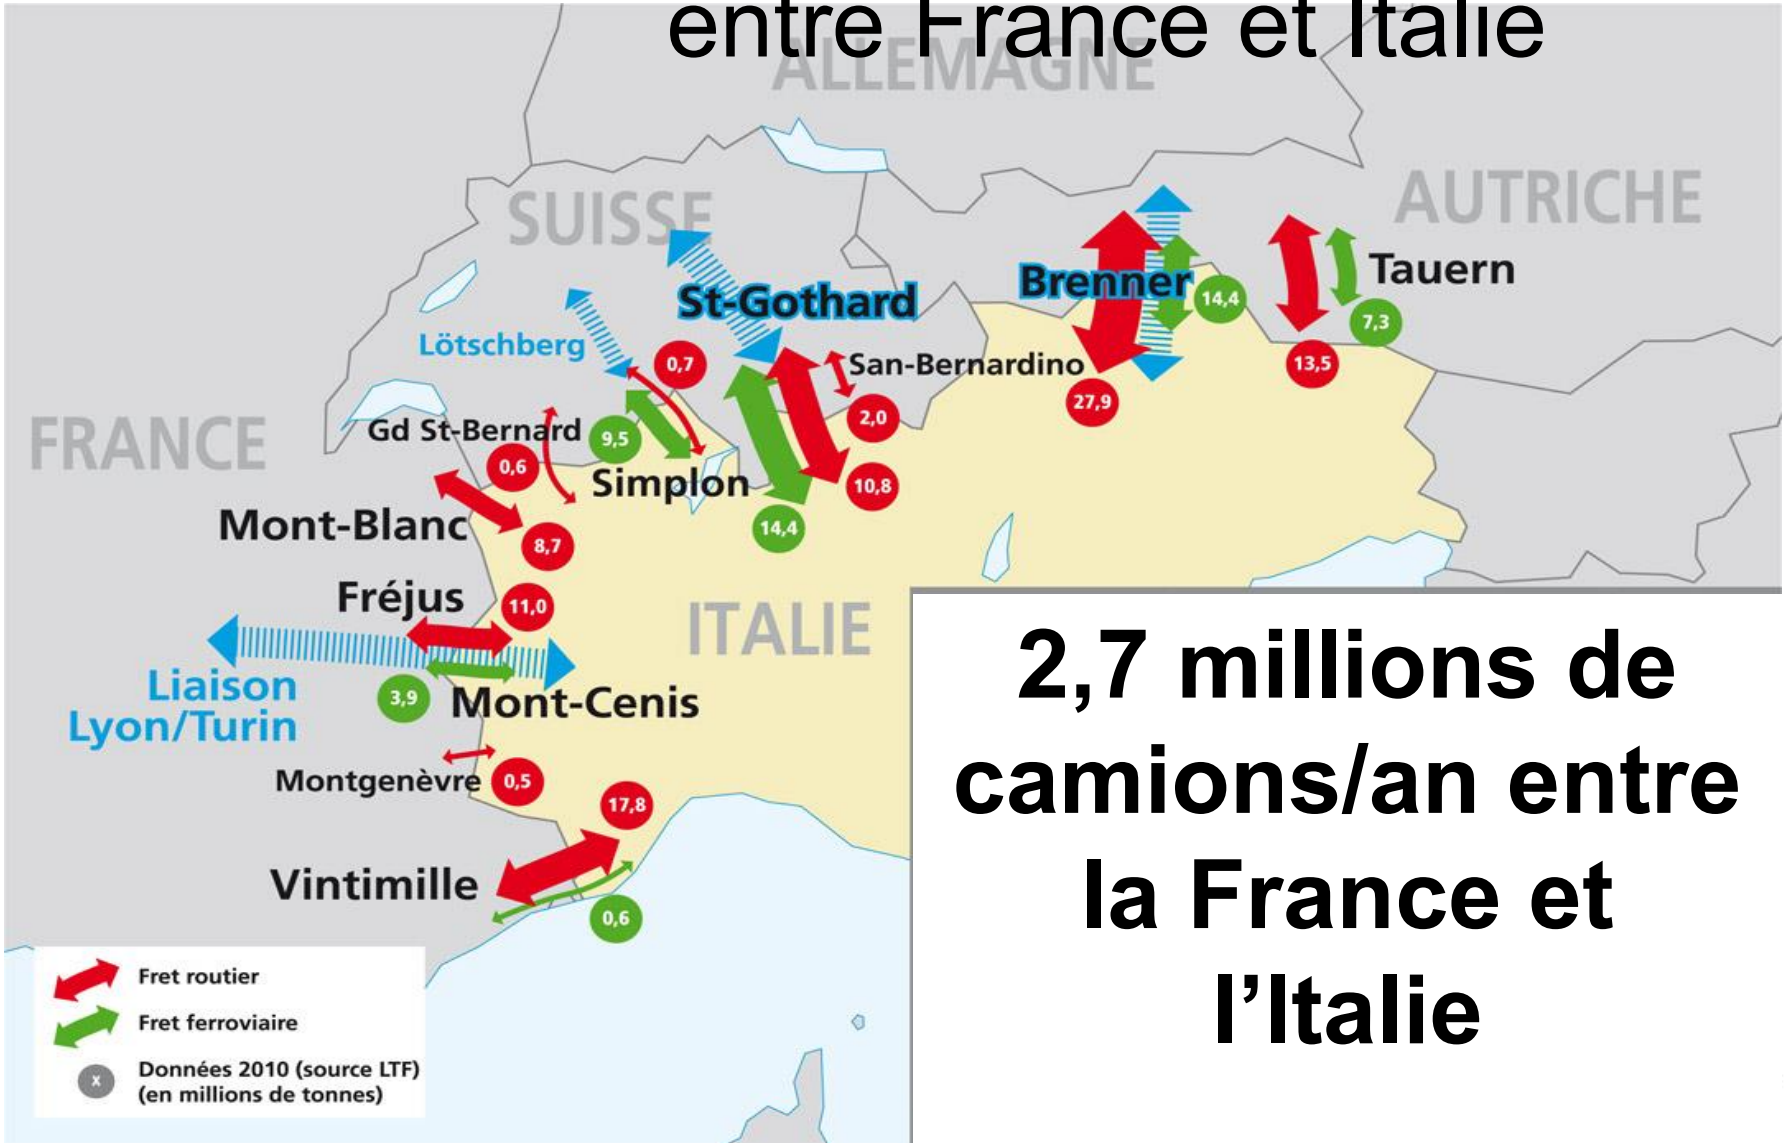 entre France et Italie
ALLEMAGNE
SUISSE
AUTRICHE
Brenner
14,4
Tauern
7,3
St-Gothard
Lötschberg
0,7
San-Bernardino
13,5
27,9
2,0
FRANCE
Gd St-Bernard
9,5
0,6
Simplon
10,8
Mont-Blanc
14,4
8,7
Fréjus
11,0
ITALIE
Liaison
Lyon/Turin
3,9
Mont-Cenis
Montgenèvre
0,5
17,8
Vintimille
0,6
2,7 millions de
camions/an entre
la France et
l’Italie
Fret routier
Fret ferroviaire
X
Données 2010 (source LTF)
(en millions de tonnes)